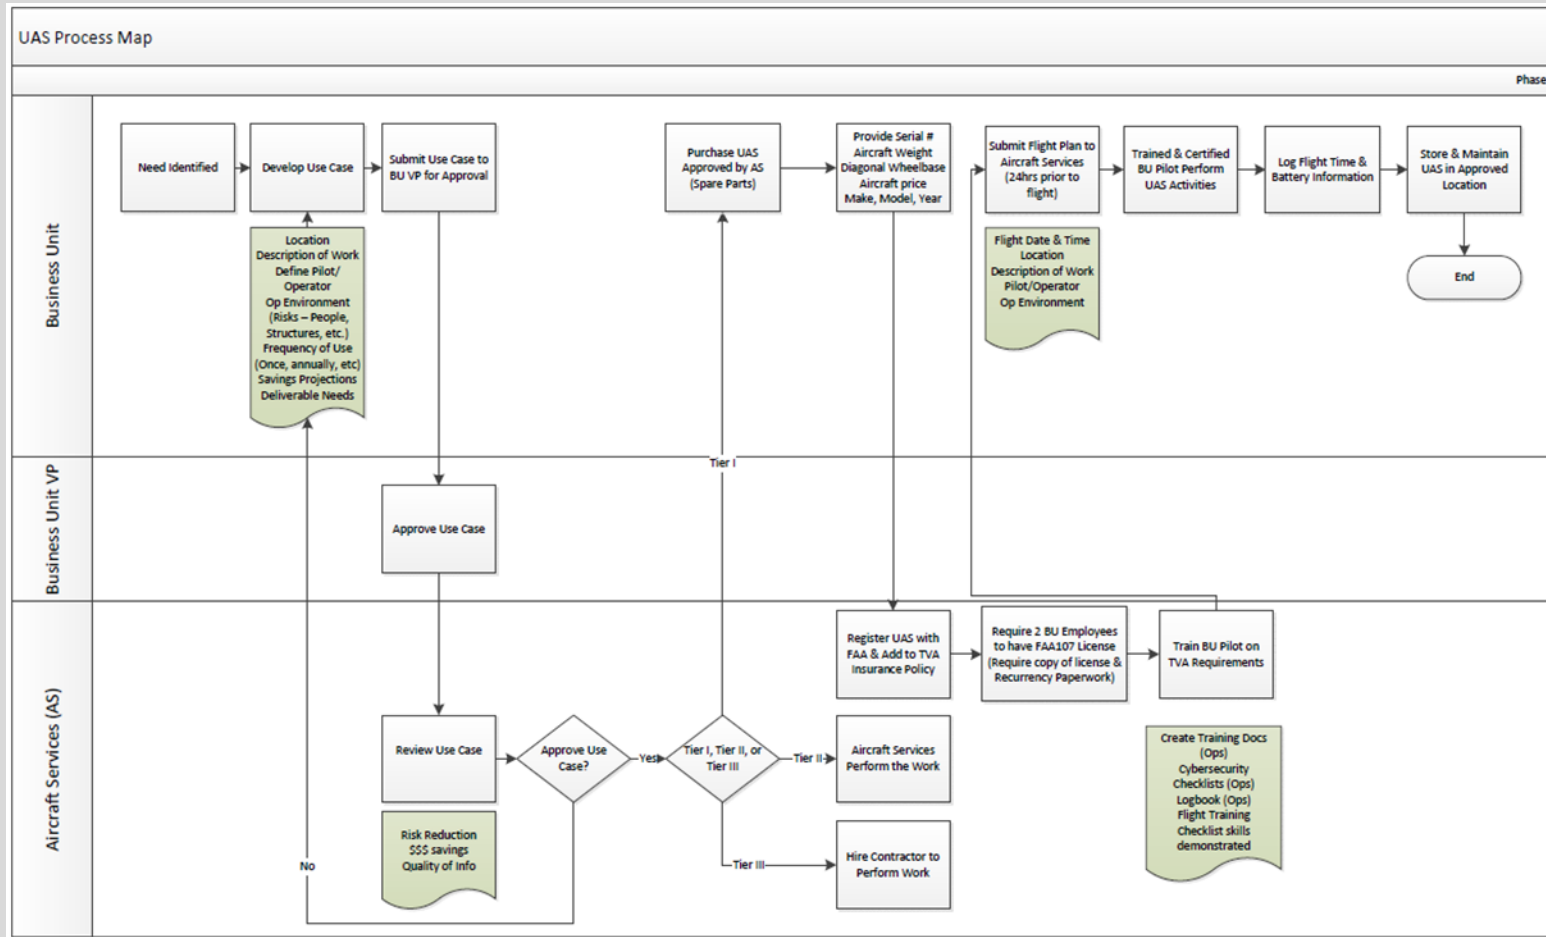 UAS Process Map
Phase
Business Unit
Need Identified
Develop Use Case
Submit Use Case to
BU VP for Approval
Purchase UAS
Approved by AS
(Spare Parts)
Provide Serial #
Aircraft Weight
Diagonal Wheelbase
Aircraft price
Make, Model, Year
Submit Flight Plan to
Aircraft Services
(24hrs prior to
flight)
Trained & Certified
BU Pilot Perform
UAS Activities
Log Flight Time &
Battery Information
Store & Maintain
UAS in Approved
Location
Location
Description of Work
Define Pilot/
Operator
Op Environment
(Risks – People,
Structures, etc.)
Frequency of Use
(Once, annually, etc)
Savings Projections
Deliverable Needs
Flight Date & Time
Location
Description of Work
Pilot/Operator
Op Environment
End
Tier I
Business Unit VP
Approve Use Case
Aircraft Services (AS)
Register UAS with
FAA & Add to TVA
Insurance Policy
Require 2 BU Employees
to have FAA107 License
(Require copy of license &
Recurrency Paperwork)
Train BU Pilot on
TVA Requirements
Review Use Case
Approve Use
Case?
Yes
Tier I, Tier II, or
Tier III
Tier II
Aircraft Services
Perform the Work
Create Training Docs
(Ops)
Cybersecurity
Checklists (Ops)
Logbook (Ops)
Flight Training
Checklist skills
demonstrated
Risk Reduction
$$$ savings
Quality of Info
No
Tier III
Hire Contractor to
Perform Work